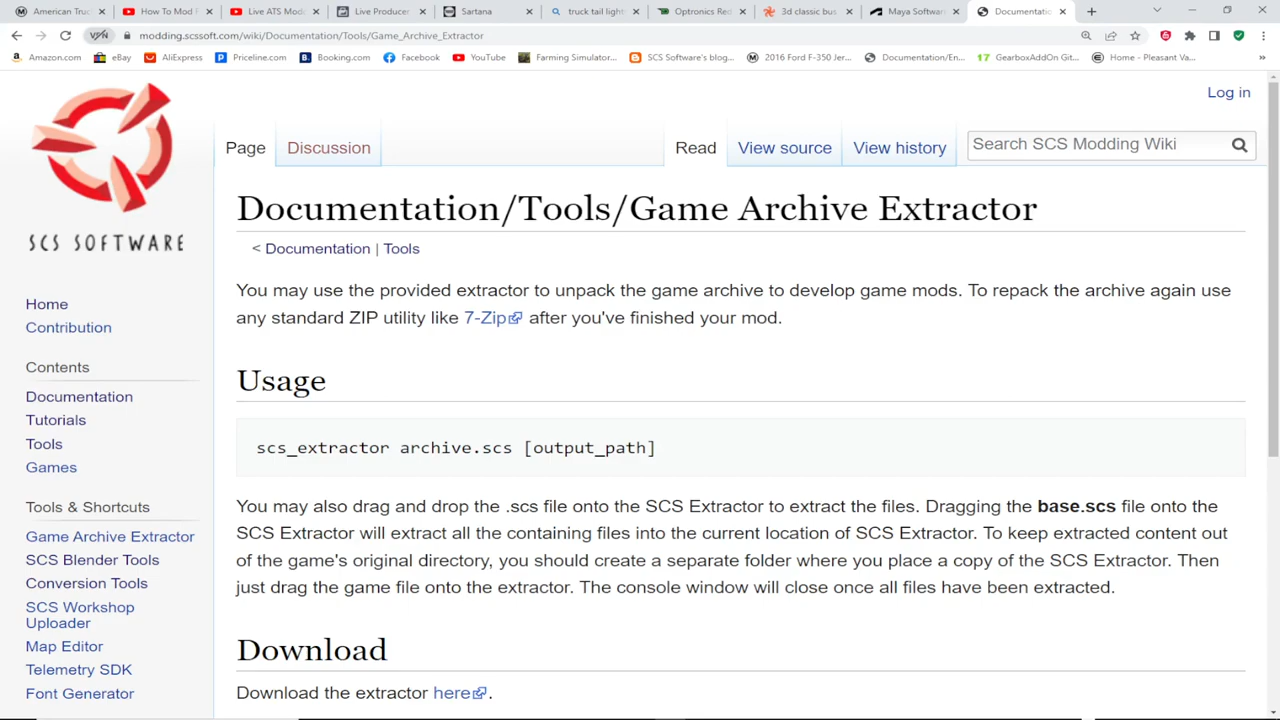 American Truc
How To Mod F
Live ATS Moda
Live Producer
Sartana
truck tail light
Optronics Red
3d classic bus
Maya Softwar
Documentatio
VPN
modding.scssoft.com/wiki/Documentation/Tools/Game_Archive_Extractor
Amazon.com
eBay
AliExpress
Priceline.com
Booking.com
Facebook
YouTube
Farming Simulator...
SCS Software's blog...
2016 Ford F-350 Jer...
Documentation/En...
GearboxAddOn Git...
Home - Pleasant Va...
»
Log in
SCS SOFTWARE
Page
Discussion
Read
View source
View history
Search SCS Modding Wiki
Documentation/Tools/Game Archive Extractor
< Documentation | Tools
You may use the provided extractor to unpack the game archive to develop game mods. To repack the archive again use
any standard ZIP utility like 7-Zip after you've finished your mod.
Usage
scs_extractor archive.scs [output_path]
You may also drag and drop the .scs file onto the SCS Extractor to extract the files. Dragging the base.scs file onto the
SCS Extractor will extract all the containing files into the current location of SCS Extractor. To keep extracted content out
of the game's original directory, you should create a separate folder where you place a copy of the SCS Extractor. Then
just drag the game file onto the extractor. The console window will close once all files have been extracted.
Download
Download the extractor here.
Home
Contribution
Contents
Documentation
Tutorials
Tools
Games
Tools & Shortcuts
Game Archive Extractor
SCS Blender Tools
Conversion Tools
SCS Workshop
Uploader
Map Editor
Telemetry SDK
Font Generator